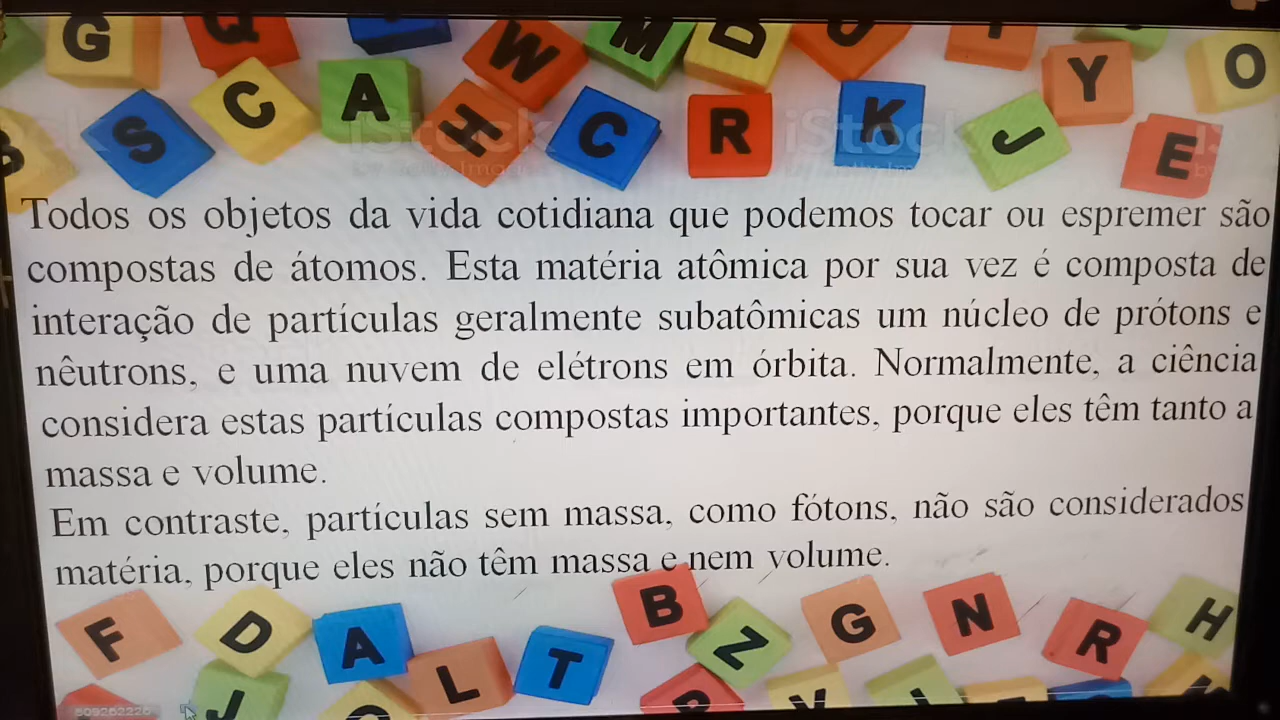 G Q W M D O Y O
S C A H C R K J E
iStock iStock
Todos os objetos da vida cotidiana que podemos tocar ou espremer são
compostas de átomos. Esta matéria atômica por sua vez é composta de
interação de partículas geralmente subatômicas um núcleo de prótons e
nêutrons, e uma nuvem de elétrons em órbita. Normalmente, a ciência
considera estas partículas compostas importantes, porque eles têm tanto a
massa e volume.
Em contraste, partículas sem massa, como fótons, não são considerados
matéria, porque eles não têm massa e nem volume.
F D A L T B Z G N R H
J
609262226